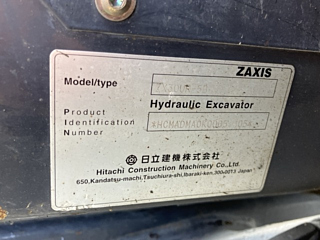 ZAXIS
Model/type
Hydraulic Excavator
Product
Identification
Number
日立建機株式会社
Hitachi Construction Machinery Co.,Ltd.
650,Kandatsu-machi,Tsuchiura-shi,Ibaraki-ken,300-0013 Japan